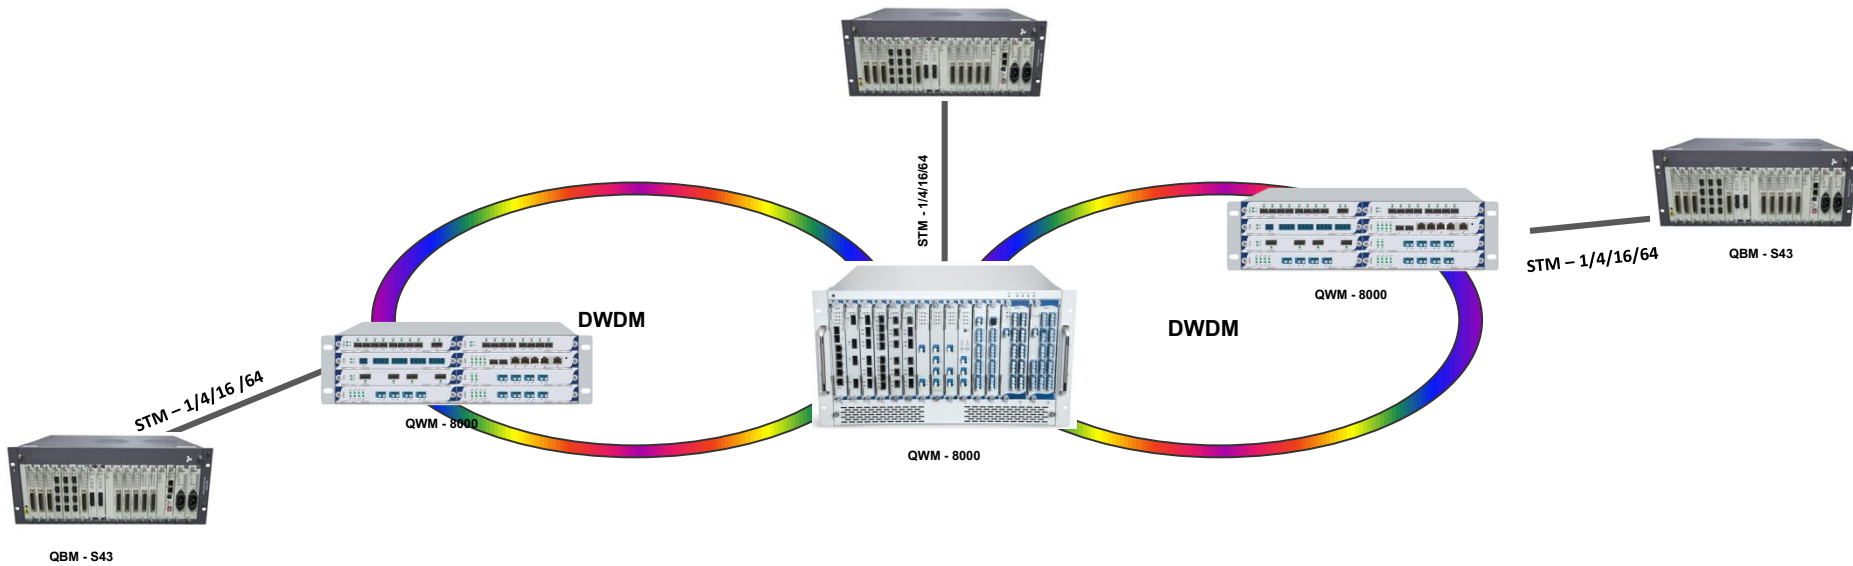 STM - 1/4/16/64
STM – 1/4/16/64
QBM - S43
QWM - 8000
DWDM
DWDM
STM – 1/4/16 /64
QWM - 8000
QWM - 8000
QBM - S43